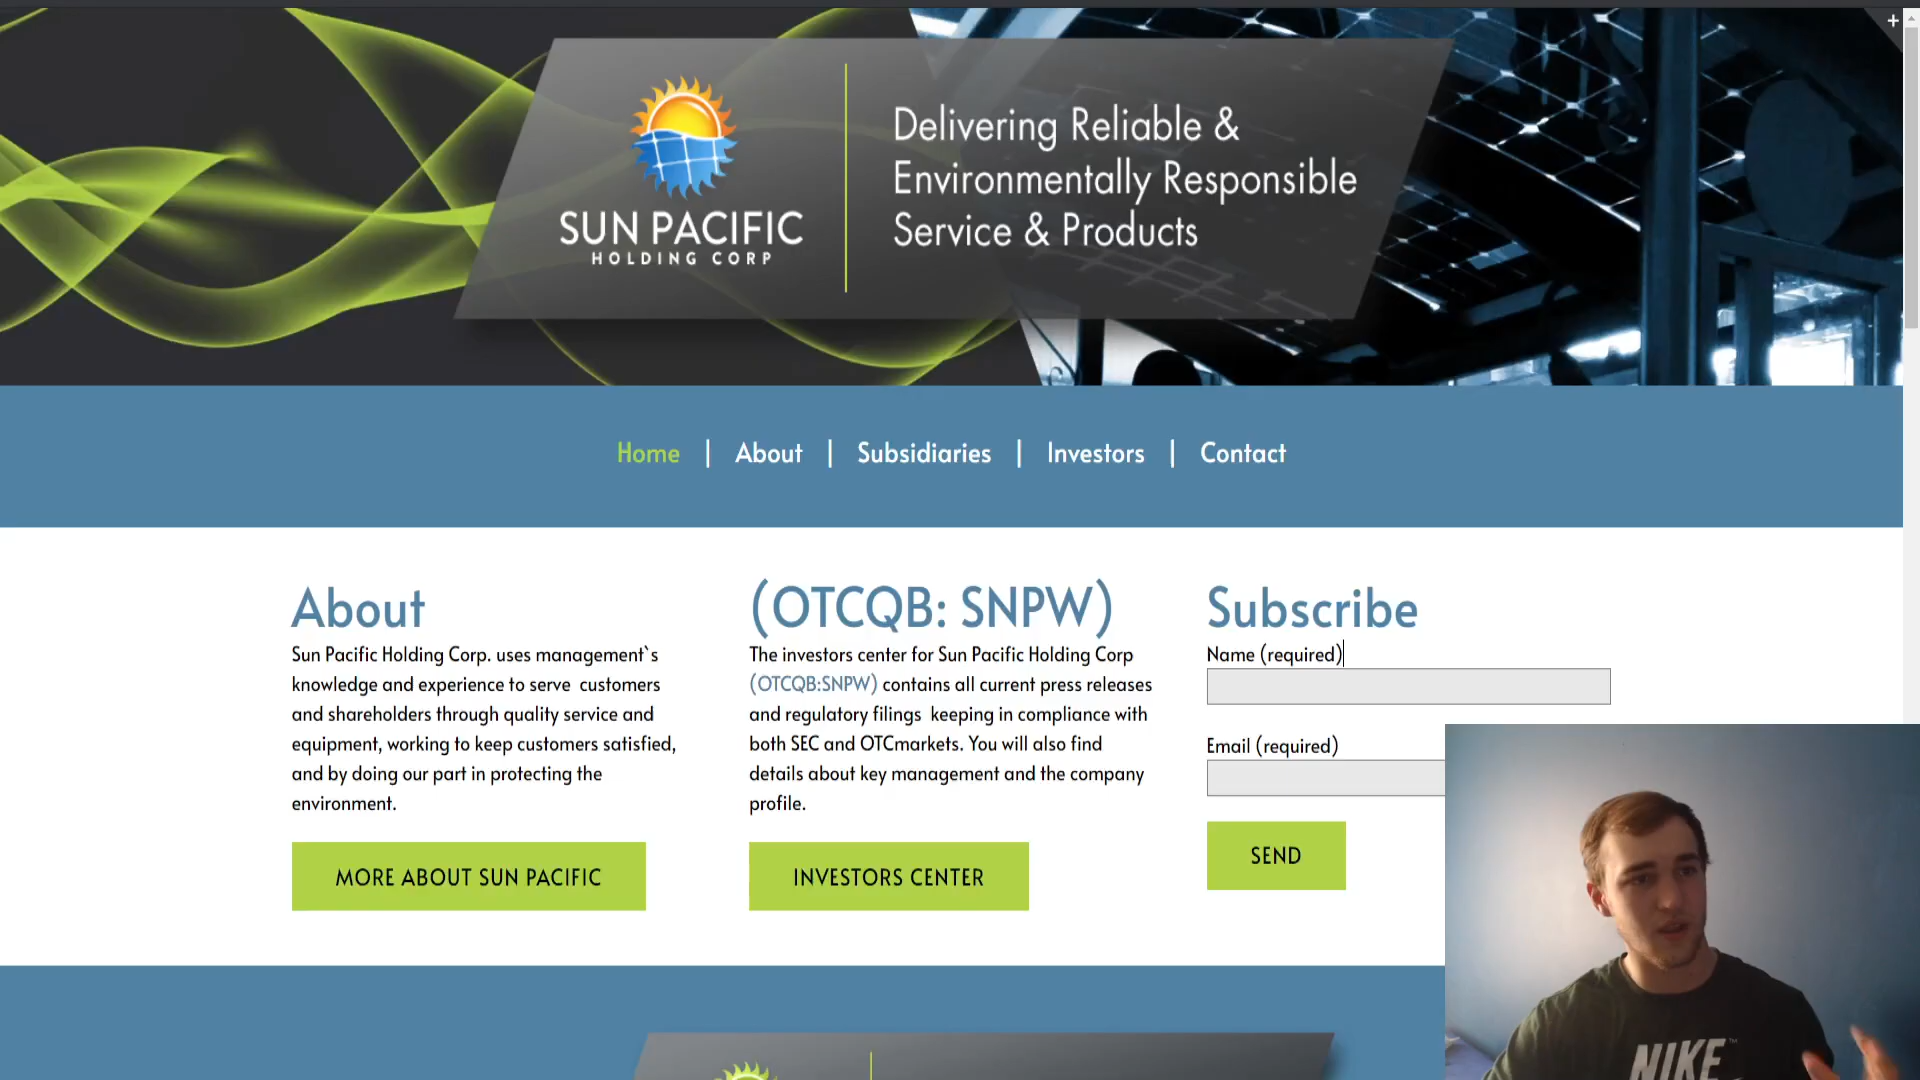 SUN PACIFIC
HOLDING CORP
Delivering Reliable &
Environmentally Responsible
Service & Products
Home | About | Subsidiaries | Investors | Contact
About
Sun Pacific Holding Corp. uses management`s
knowledge and experience to serve customers
and shareholders through quality service and
equipment, working to keep customers satisfied,
and by doing our part in protecting the
environment.
MORE ABOUT SUN PACIFIC
(OTCQB: SNPW)
The investors center for Sun Pacific Holding Corp
(OTCQB:SNPW) contains all current press releases
and regulatory filings keeping in compliance with
both SEC and OTCmarkets. You will also find
details about key management and the company
profile.
INVESTORS CENTER
Subscribe
Name (required)
Email (required)
SEND
NIKE